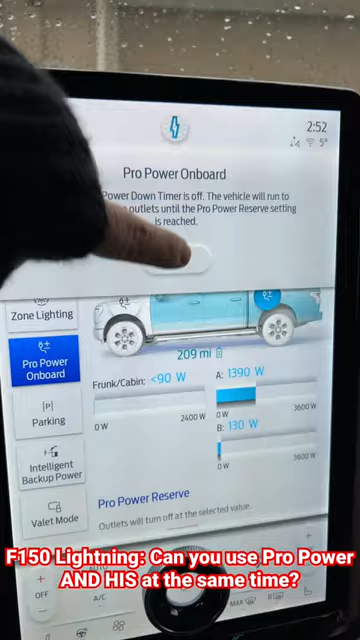 2:52
5°
Pro Power Onboard
Power Down Timer is off. The vehicle will run to
outlets until the Pro Power Reserve setting
is reached.
Zone Lighting
Pro Power
Onboard
209 mi
Frunk/Cabin: <90 W
A: 1390 W
0 W
2400 W
0 W
3600 W
B: 130 W
0 W
3600 W
Parking
Intelligent
Backup Power
Pro Power Reserve
Outlets will turn off at the selected value.
Valet Mode
F150 Lightning: Can you use Pro Power
AND HIS at the same time?
AUTO
OFF
A/C
MAX